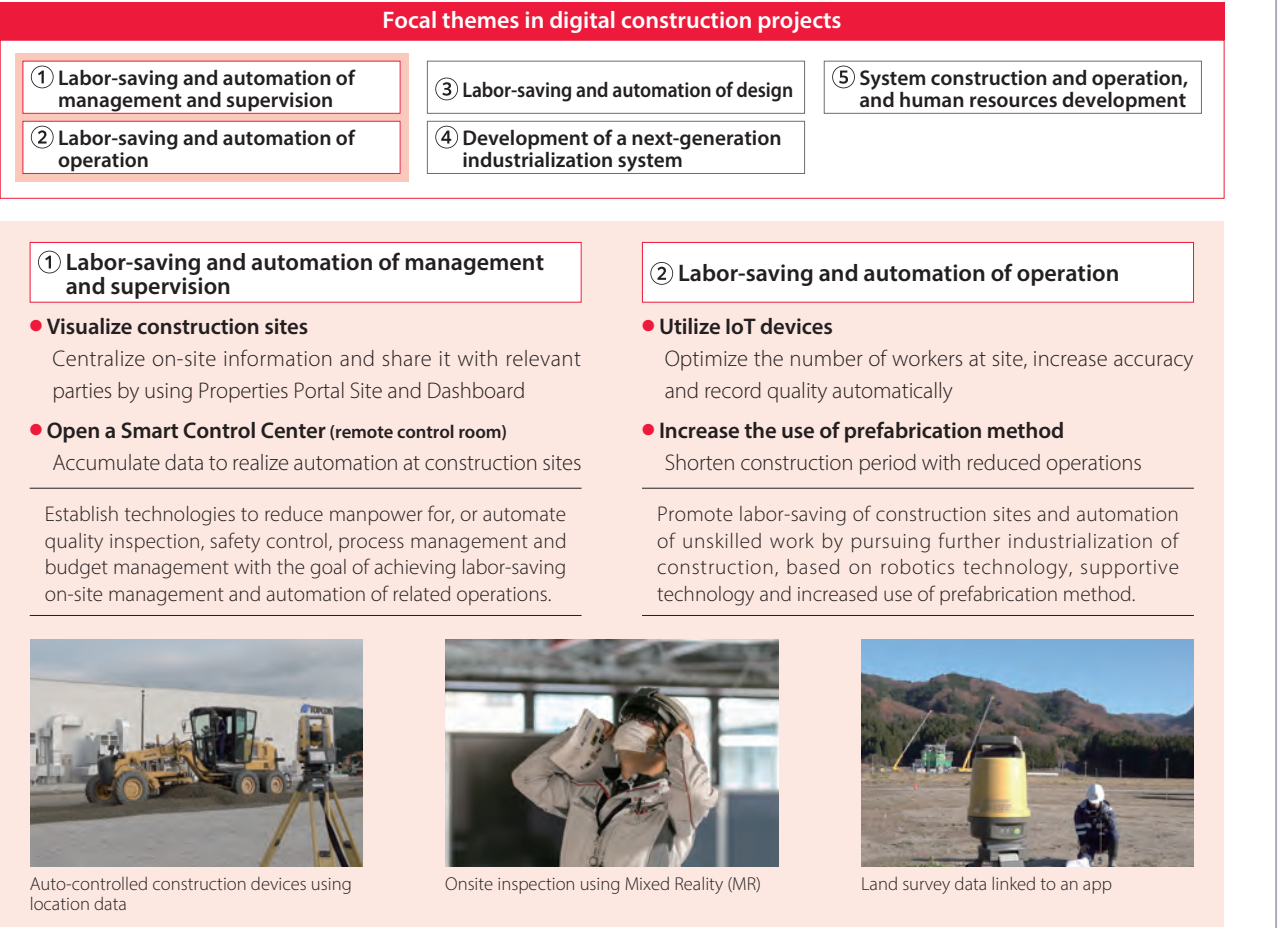 Focal themes in digital construction projects
① Labor-saving and automation of
management and supervision
② Labor-saving and automation of
operation
③ Labor-saving and automation of design
④ Development of a next-generation
industrialization system
⑤ System construction and operation,
and human resources development
① Labor-saving and automation of management
and supervision
● Visualize construction sites
Centralize on-site information and share it with relevant
parties by using Properties Portal Site and Dashboard
● Open a Smart Control Center (remote control room)
Accumulate data to realize automation at construction sites
Establish technologies to reduce manpower for, or automate
quality inspection, safety control, process management and
budget management with the goal of achieving labor-saving
on-site management and automation of related operations.
② Labor-saving and automation of operation
● Utilize IoT devices
Optimize the number of workers at site, increase accuracy
and record quality automatically
● Increase the use of prefabrication method
Shorten construction period with reduced operations
Promote labor-saving of construction sites and automation
of unskilled work by pursuing further industrialization of
construction, based on robotics technology, supportive
technology and increased use of prefabrication method.
TOPCON
Auto-controlled construction devices using
location data
Onsite inspection using Mixed Reality (MR)
Land survey data linked to an app